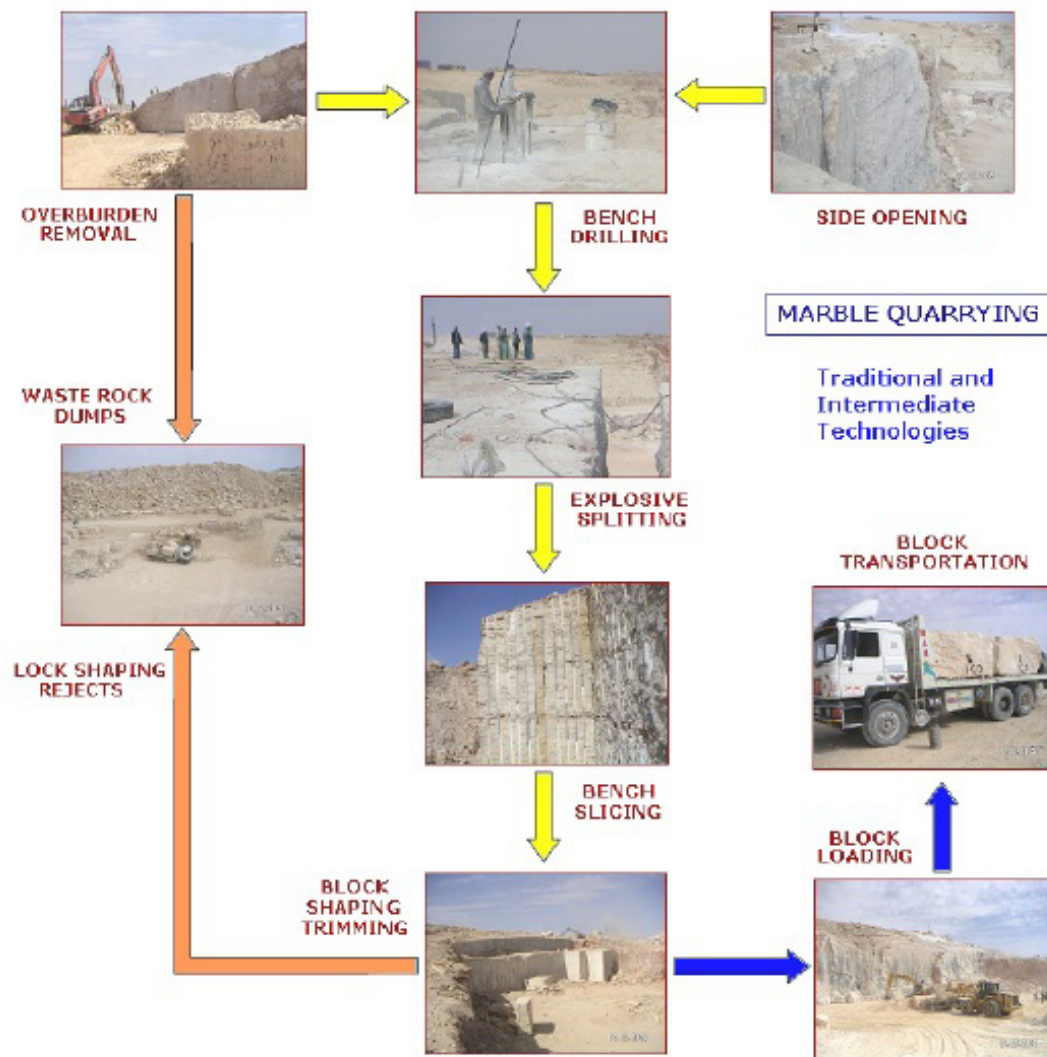 OVERBURDEN
REMOVAL
BENCH
DRILLING
SIDE OPENING
MARBLE QUARRYING
Traditional and
Intermediate
Technologies
WASTE ROCK
DUMPS
EXPLOSIVE
SPLITTING
BLOCK
TRANSPORTATION
LOCK SHAPING
REJECTS
BENCH
SLICING
BLOCK
LOADING
BLOCK
SHAPING
TRIMMING